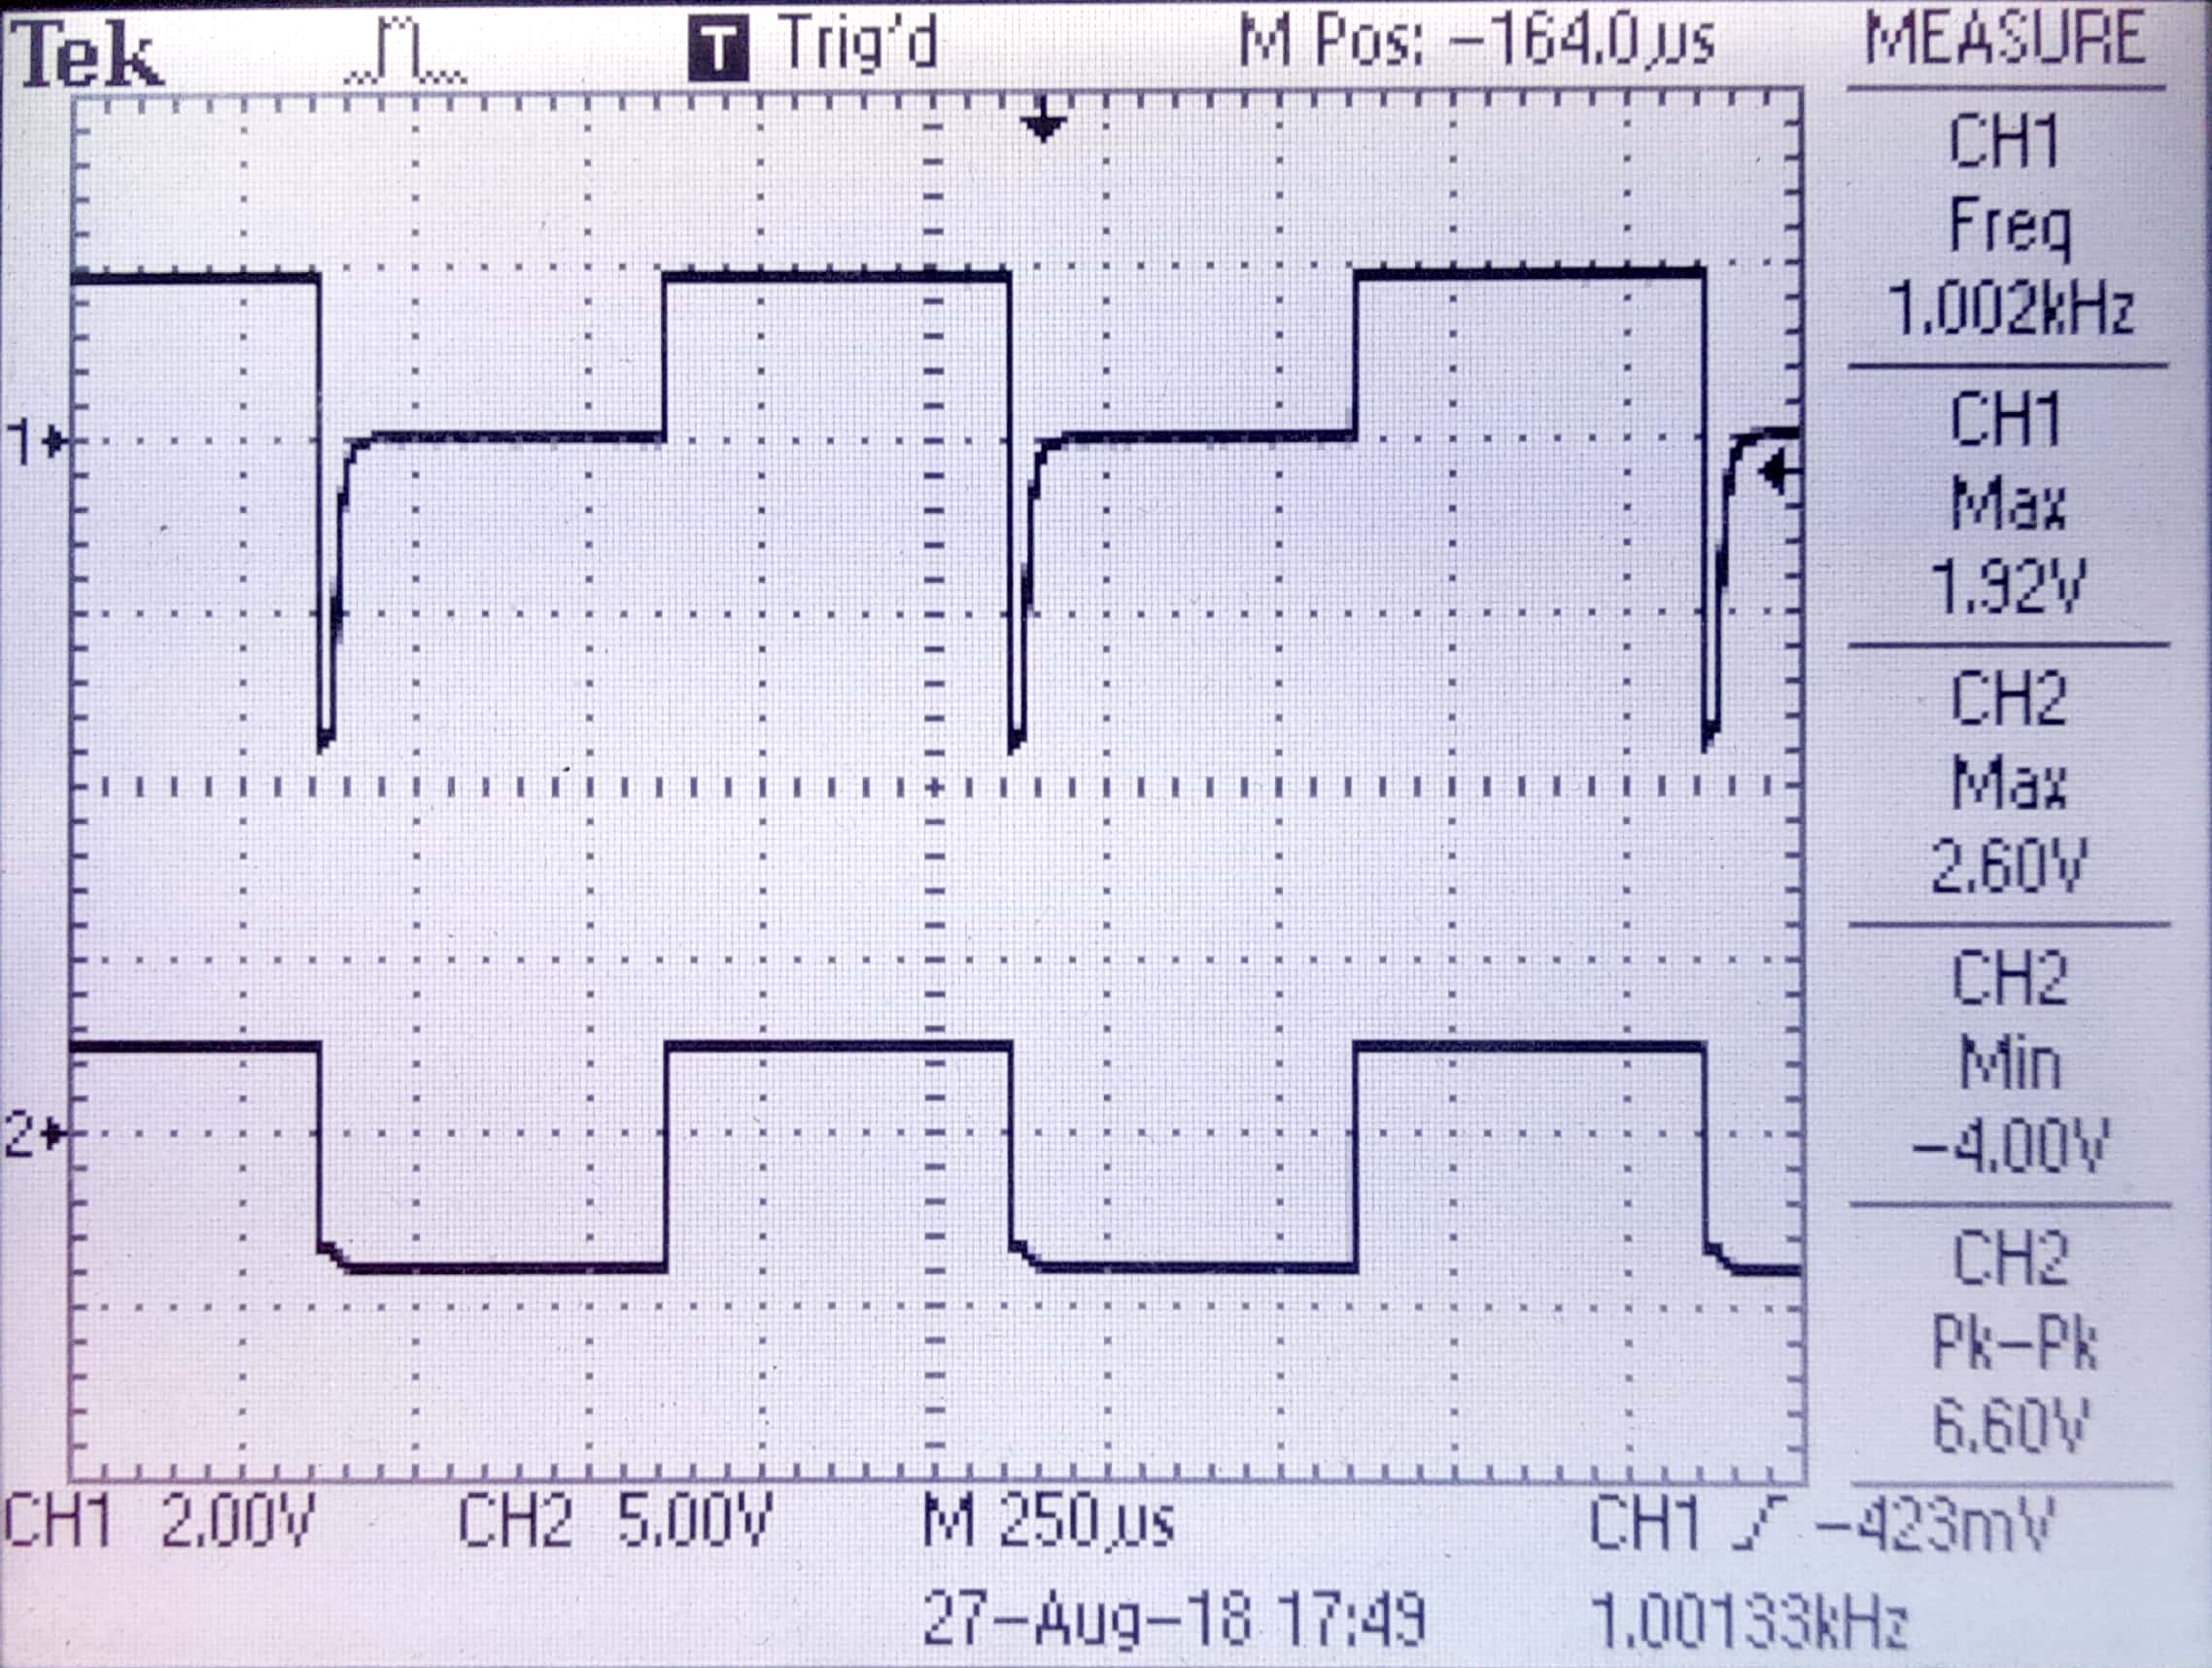 Tek T Trig'd M Pos: -164.0µs MEASURE
CH1
Freq
1.002kHz
1
CH1
Max
1.92V
CH2
Max
2.60V
CH2
Min
-4.00V
2
CH2
Pk-Pk
6.60V
CH1 2.00V CH2 5.00V M 250µs CH1 -423mV
27-Aug-18 17:49 1.00133kHz